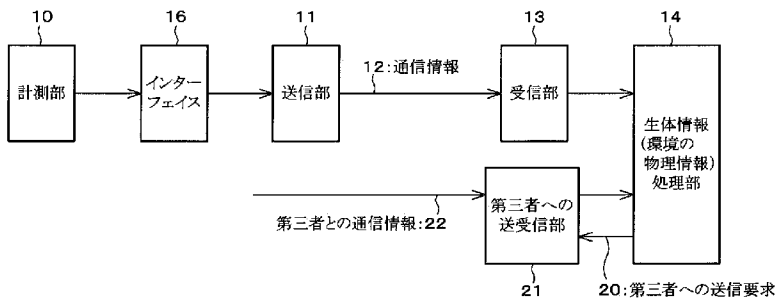 10
16
11
13
14
計測部
インター
フェイス
送信部
12:通信情報
受信部
生体情報
(環境の
物理情報)
処理部
第三者との通信情報:22
第三者への
送受信部
21
20:第三者への送信要求